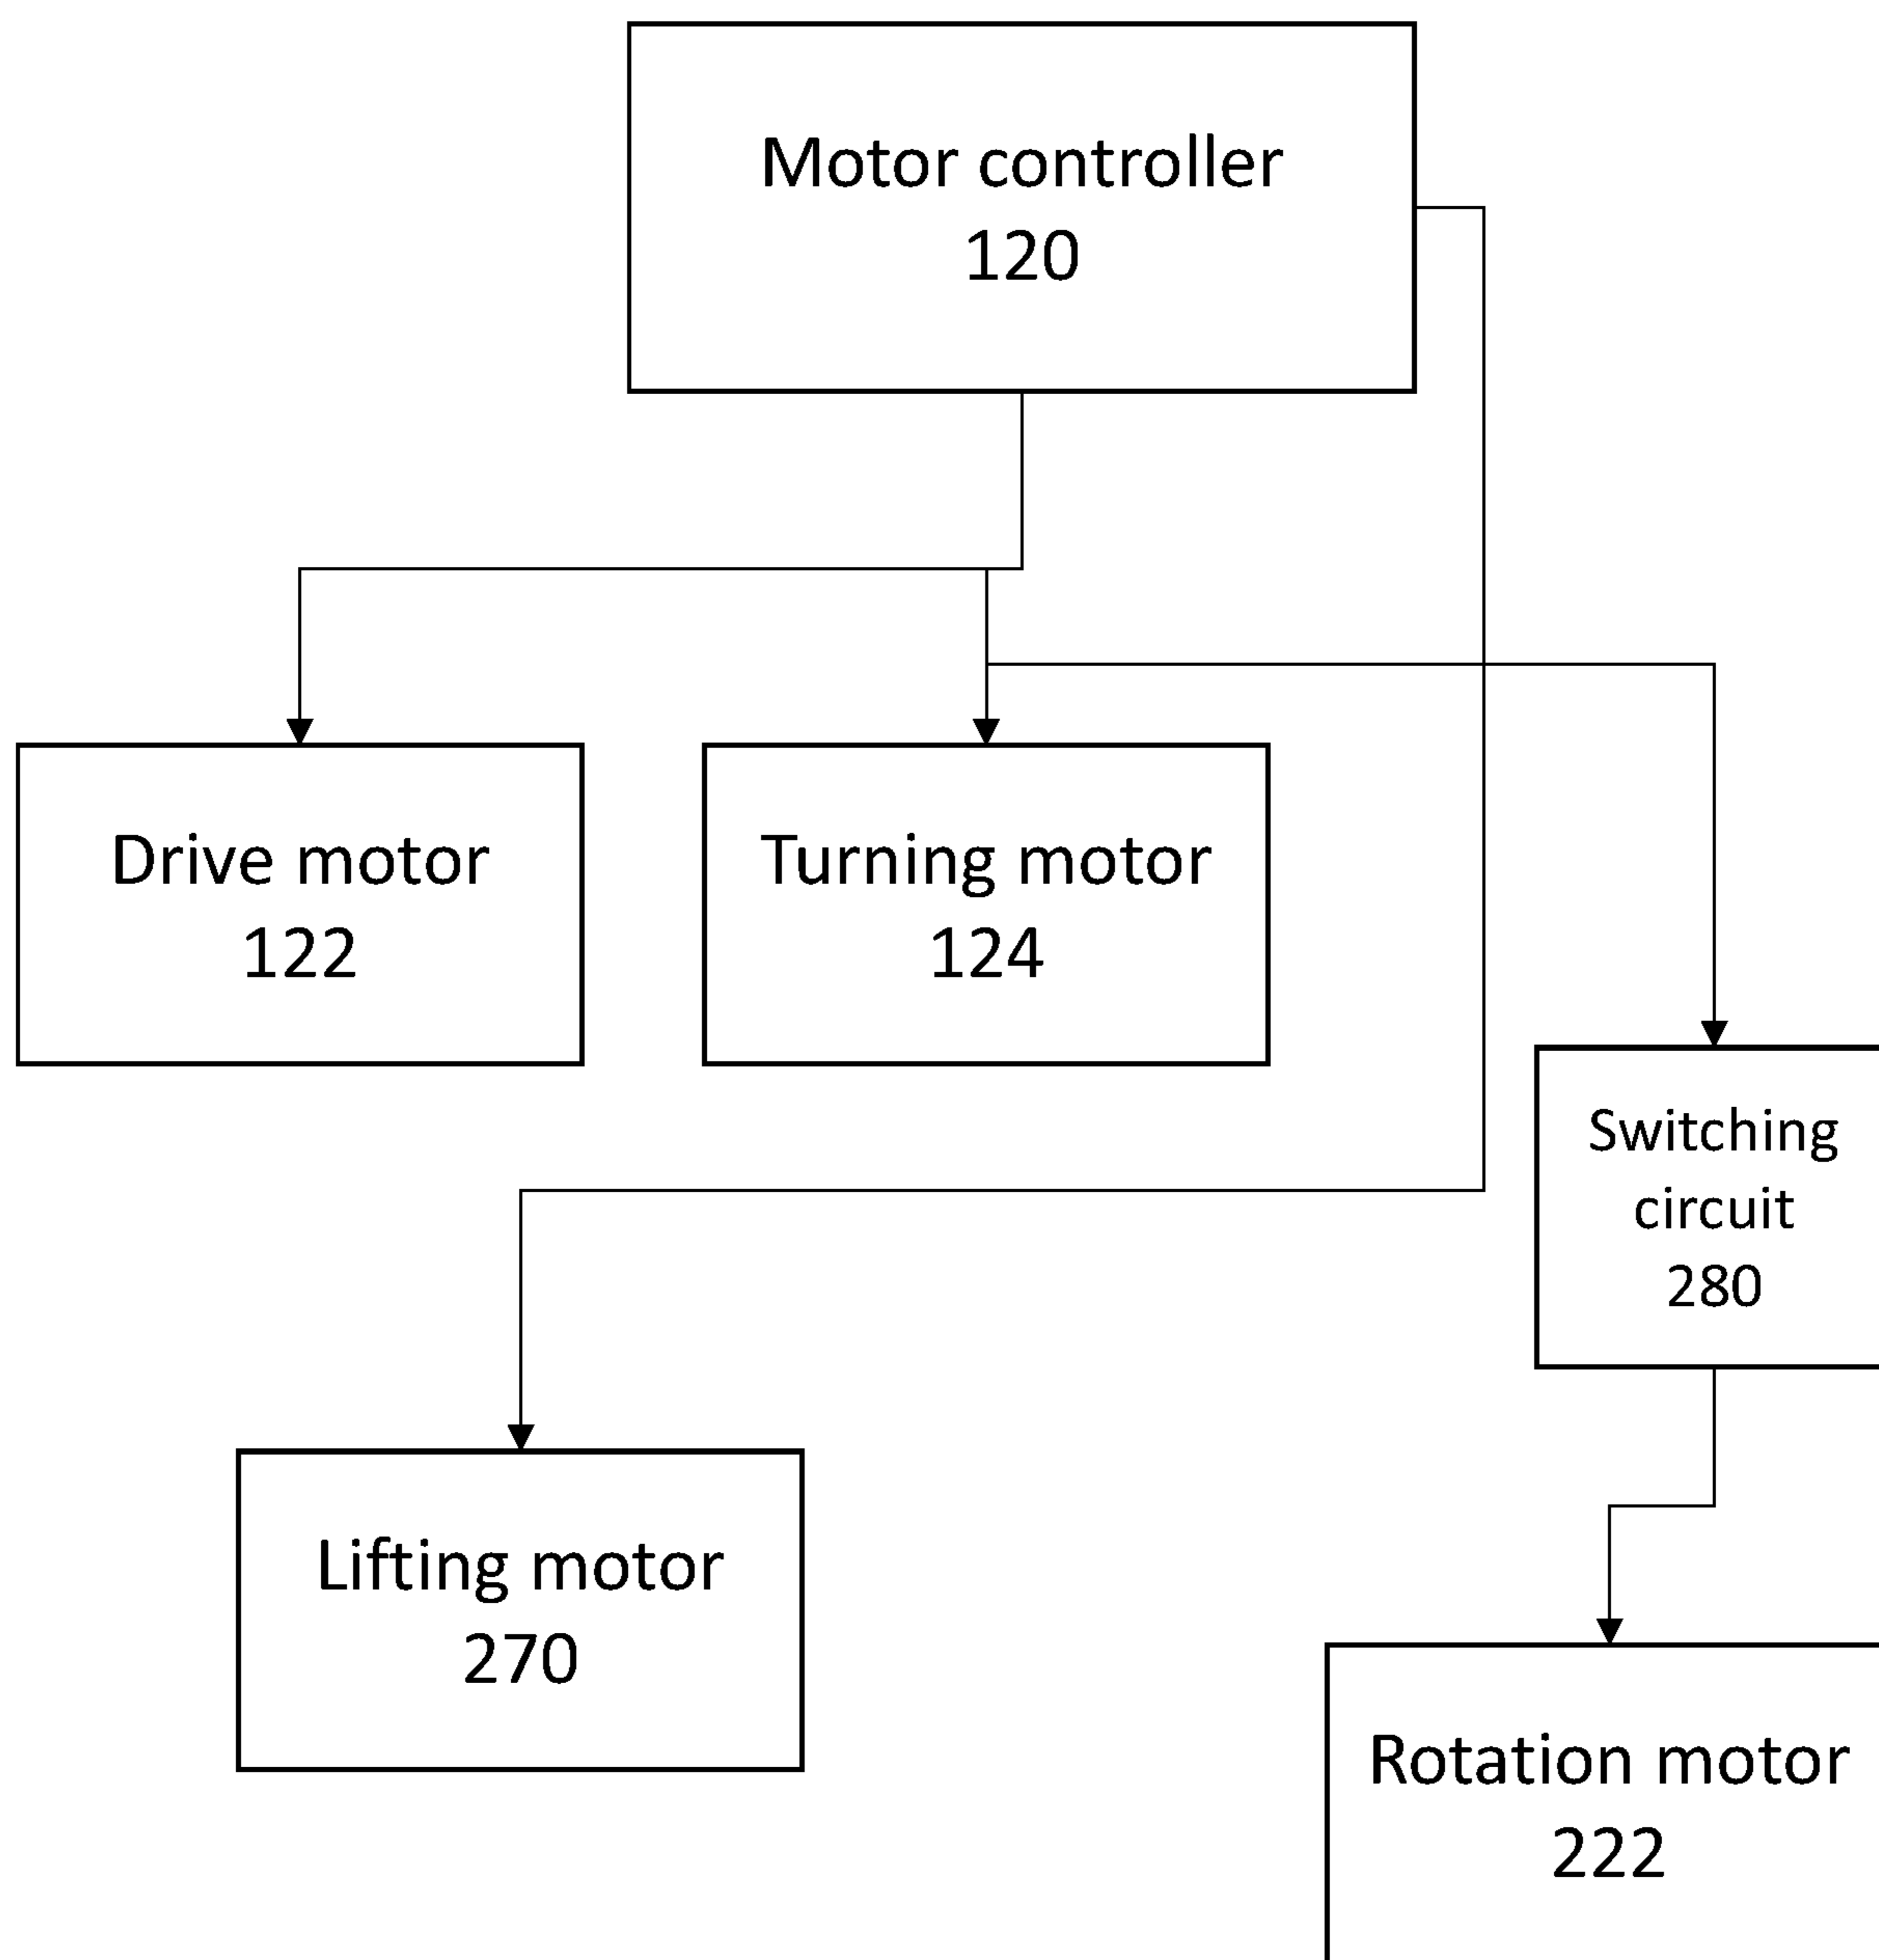 Motor controller
120
Drive motor
122
Turning motor
124
Switching
circuit
280
Lifting motor
270
Rotation motor
222